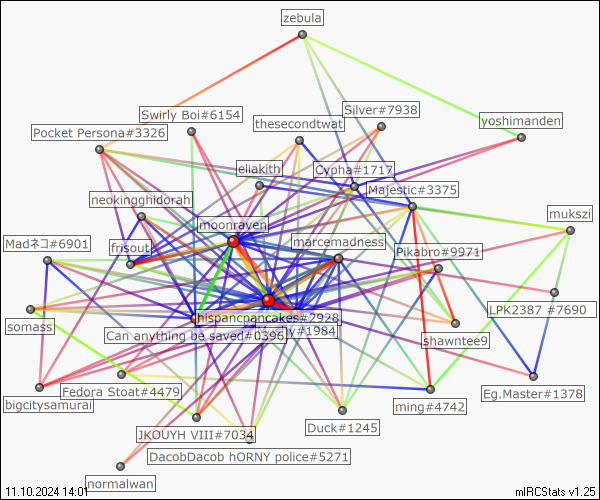 zebula
Swirly Boi#6154
Silver#7938
thesecondtwat
yoshimanden
Pocket Persona#3326
eliakith
Cypha#1717
Majestic#3375
neokingghidorah
mukszi
moonraven
Madネコ#6901
frisout
marcemadness
Pikabro#9971
LPK2387 #7690
hispancpancakes#2928
somass
Can anything be saved#0396
#1984
shawntee9
Fedora Stoat#4479
Eg.Master#1378
bigcitysamurai
ming#4742
JKOUYH VIII#7034
Duck#1245
DacobDacob hORNY police#5271
normalwan
11.10.2024 14:01
mIRCStats v1.25